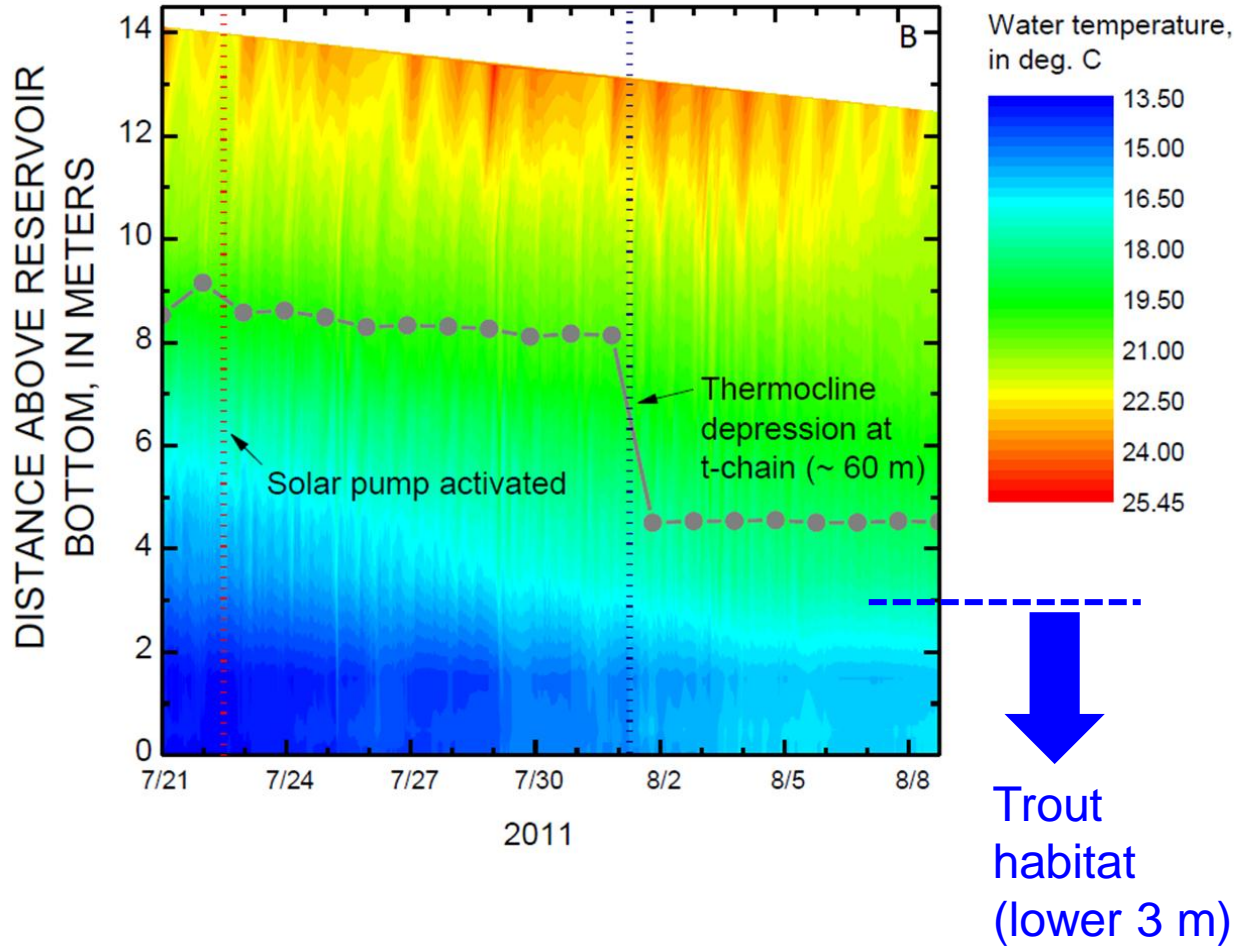 14
12
10
8
6
4
2
0
DISTANCE ABOVE RESERVOIR
BOTTOM, IN METERS
B
Solar pump activated
Thermocline
depression at
t-chain (~ 60 m)
7/21
7/24
7/27
7/30
8/2
8/5
8/8
2011
Water temperature,
in deg. C
13.50
15.00
16.50
18.00
19.50
21.00
22.50
24.00
25.45
Trout
habitat
(lower 3 m)